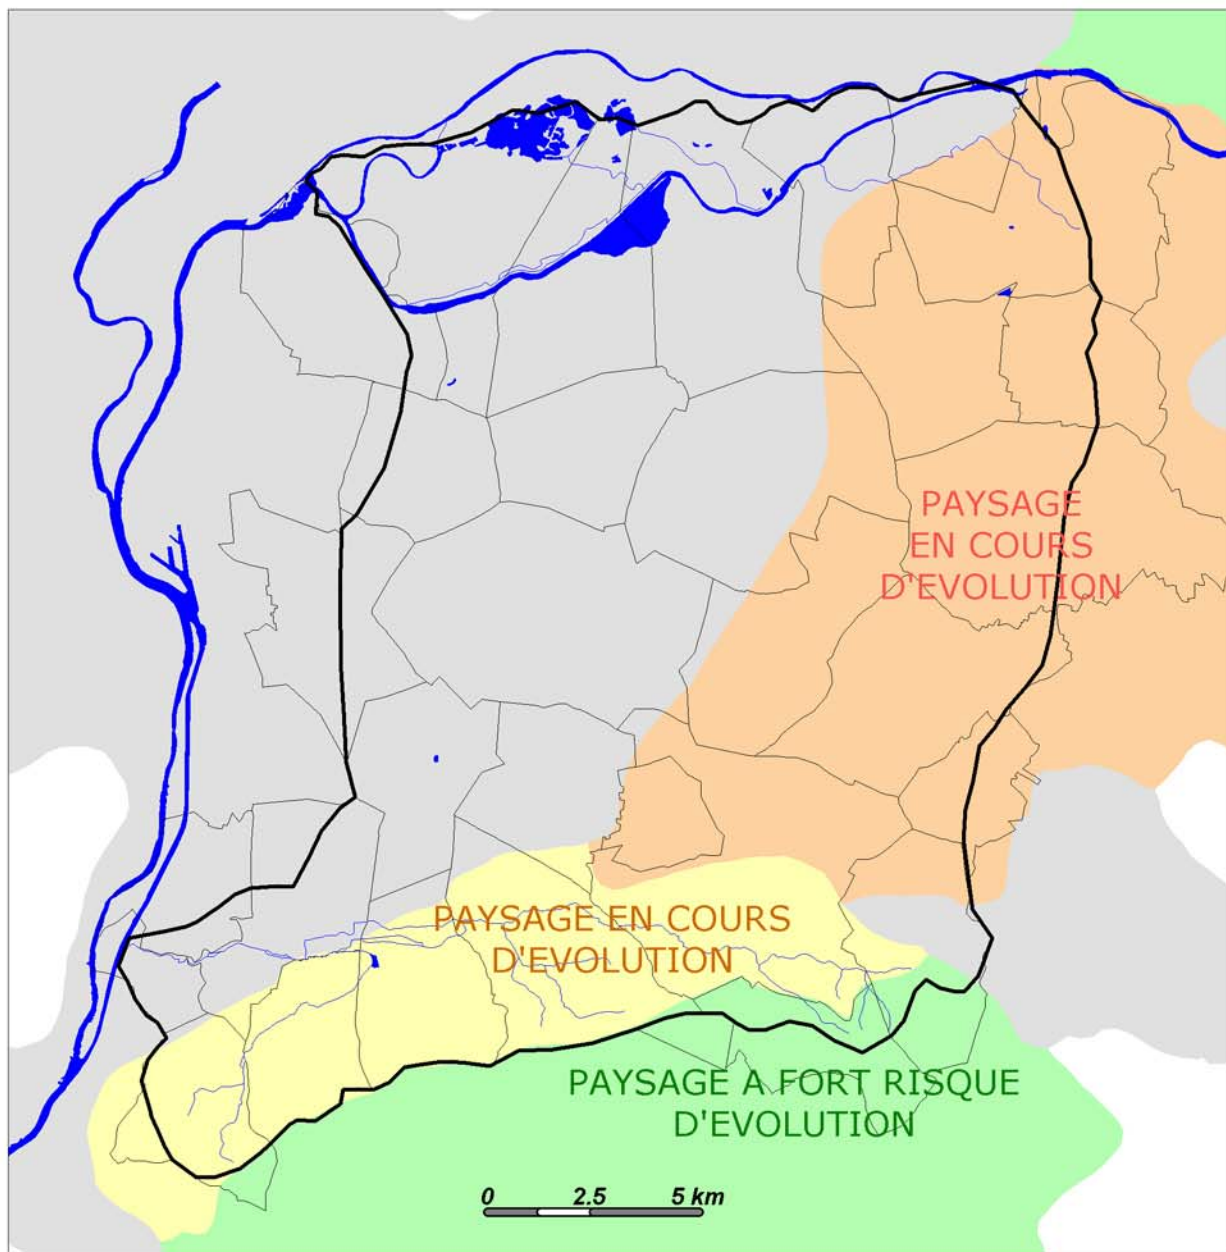 PAYSAGE
EN COURS
D'EVOLUTION
PAYSAGE EN COURS
D'EVOLUTION
PAYSAGE A FORT RISQUE
D'EVOLUTION
0 2.5 5 km